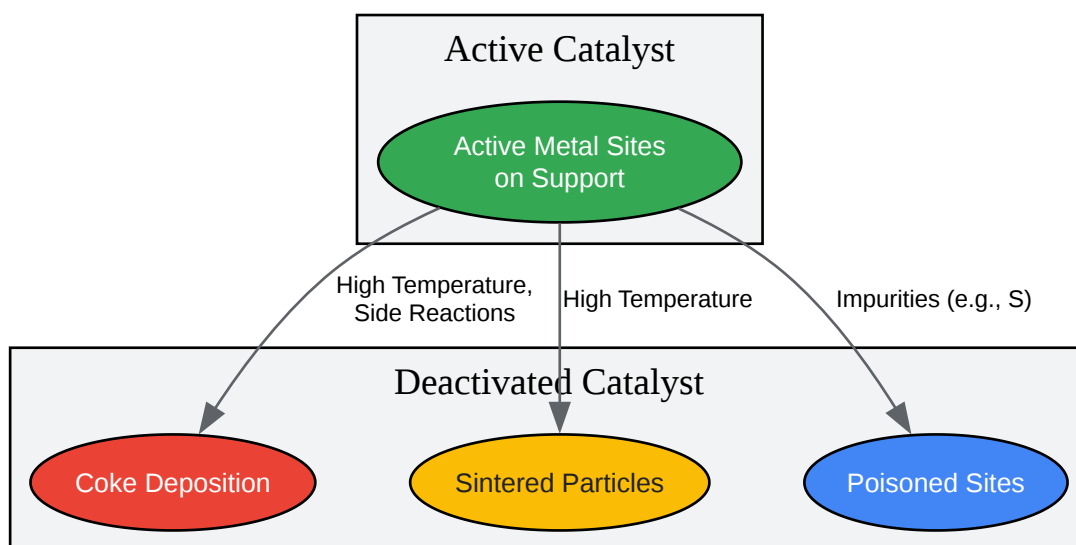 Active Catalyst
Active Metal Sites
on Support
High Temperature,
Side Reactions
High Temperature
Impurities (e.g., S)
Deactivated Catalyst
Coke Deposition
Sintered Particles
Poisoned Sites